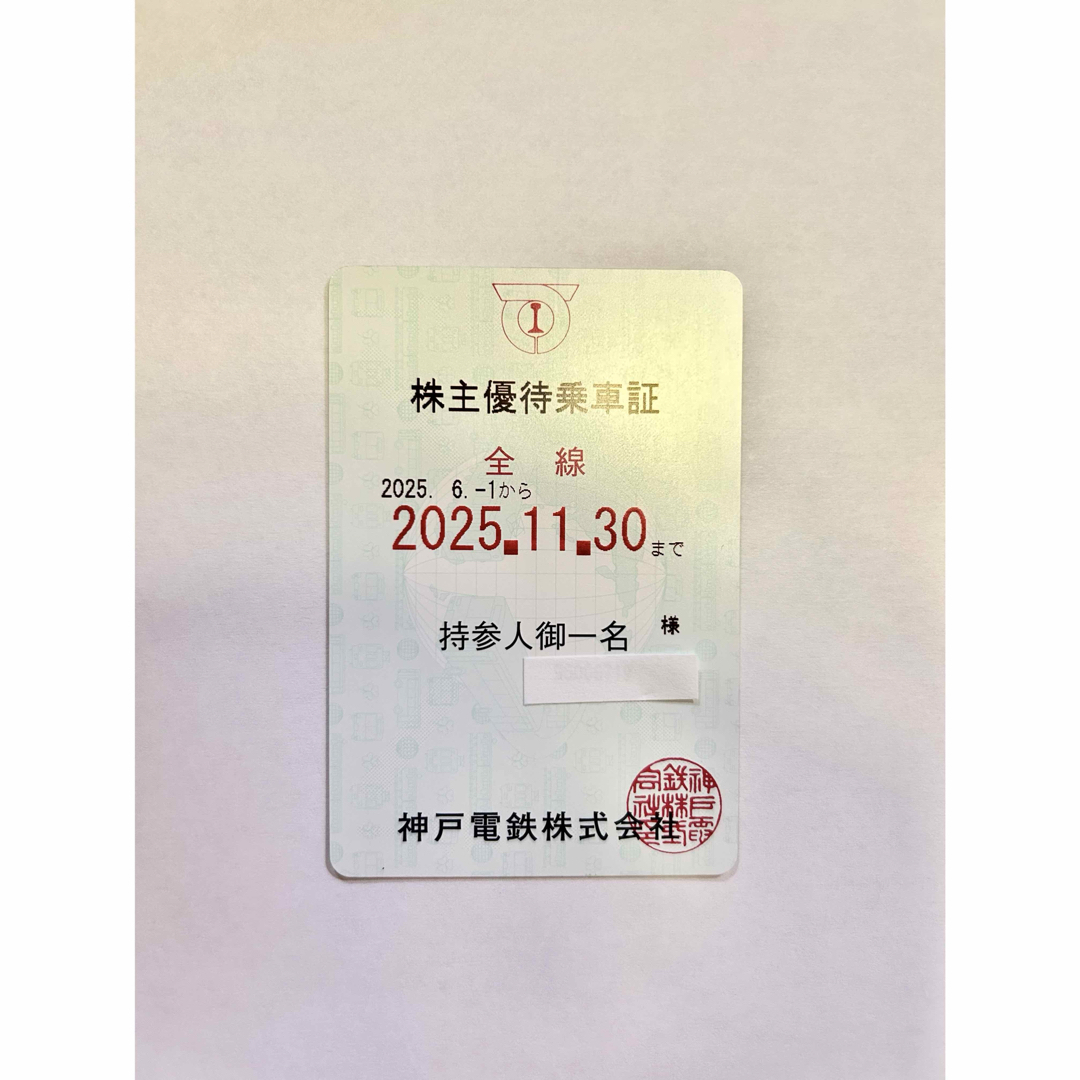 株主優待乗車証
全 線
2025. 6.-1から
2025.11.30まで
持参人御一名 様
神戸電鉄株式会社